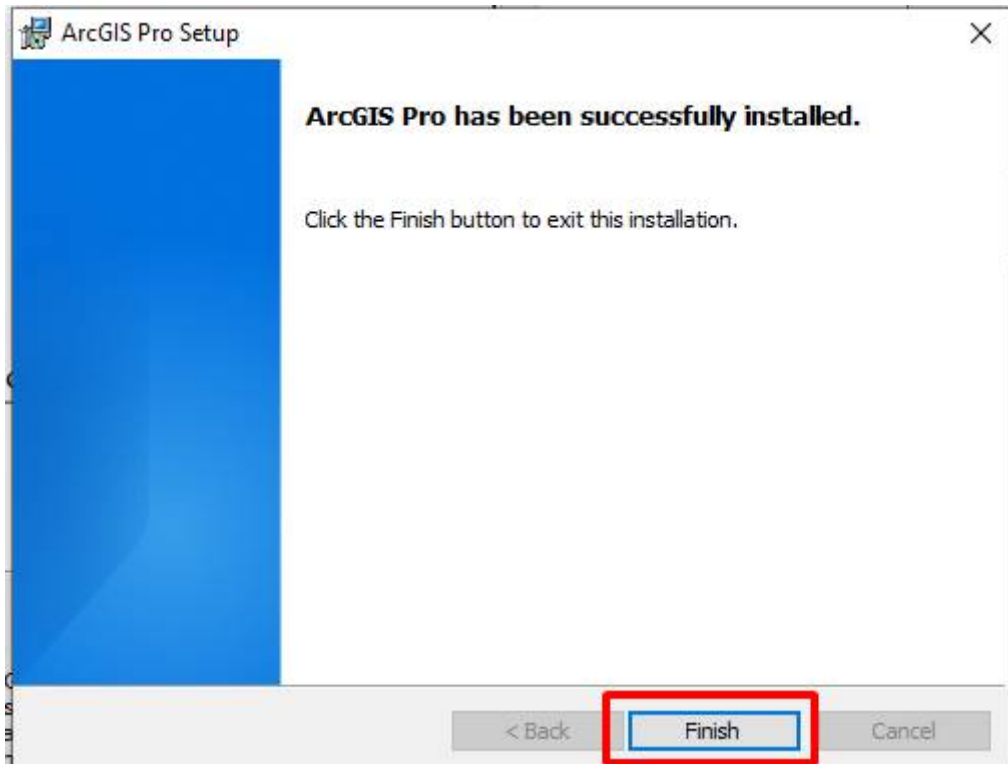 ArcGIS Pro Setup
ArcGIS Pro has been successfully installed.
Click the Finish button to exit this installation.
< Back Finish Cancel